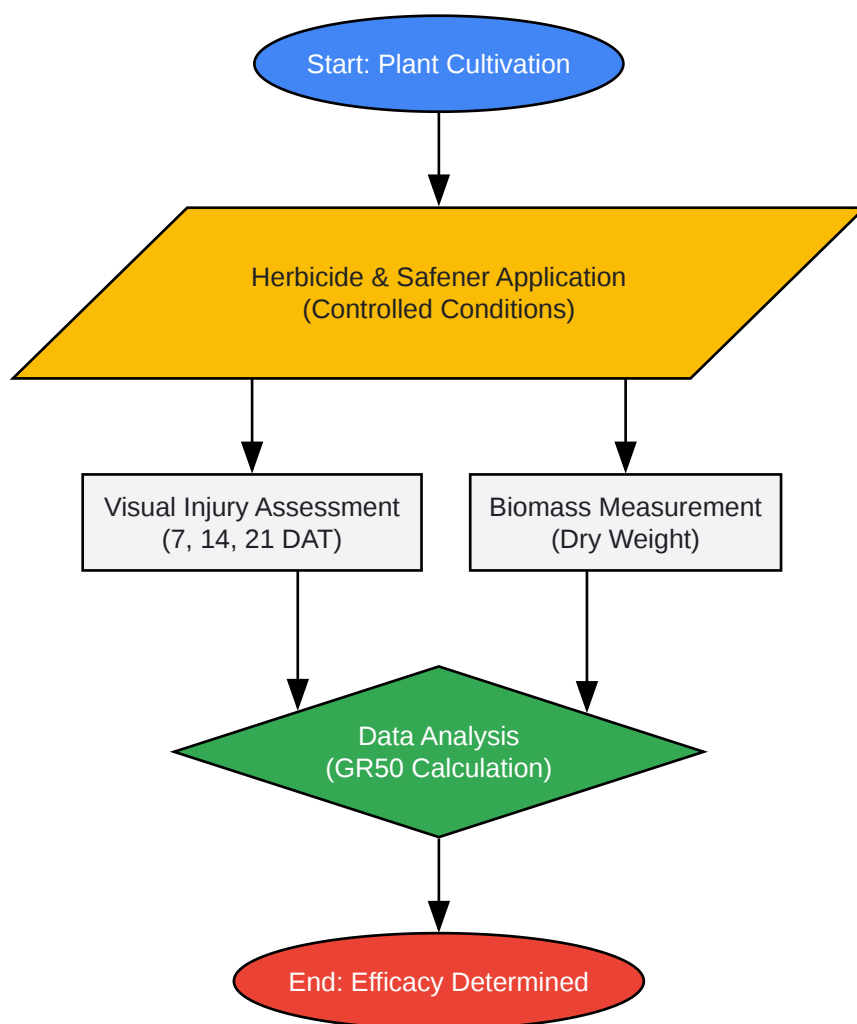 Start: Plant Cultivation
Herbicide & Safener Application
(Controlled Conditions)
Visual Injury Assessment
(7, 14, 21 DAT)
Biomass Measurement
(Dry Weight)
Data Analysis
(GR50 Calculation)
End: Efficacy Determined